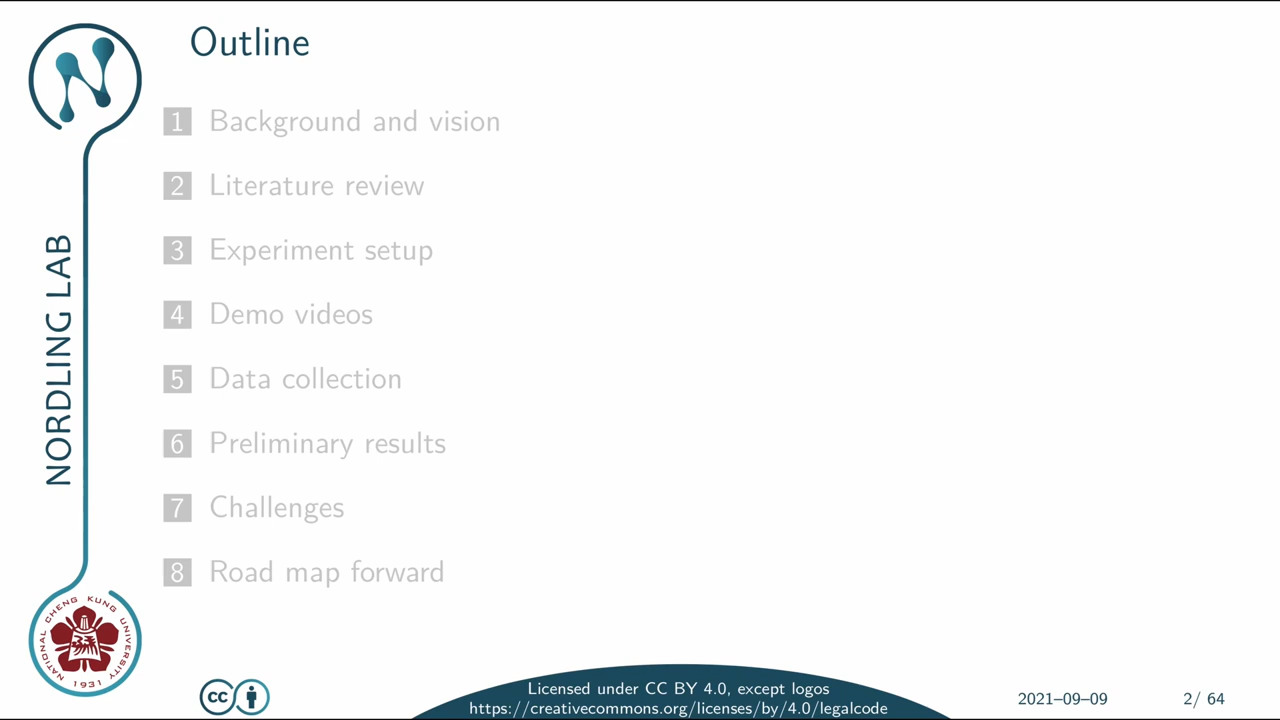 Outline
1 Background and vision
2 Literature review
3 Experiment setup
4 Demo videos
5 Data collection
6 Preliminary results
7 Challenges
8 Road map forward
NORDLING LAB
NATIONAL CHENG KUNG UNIVERSITY
1931
cc
Licensed under CC BY 4.0, except logos
https://creativecommons.org/licenses/by/4.0/legalcode
2021–09–09
2/ 64